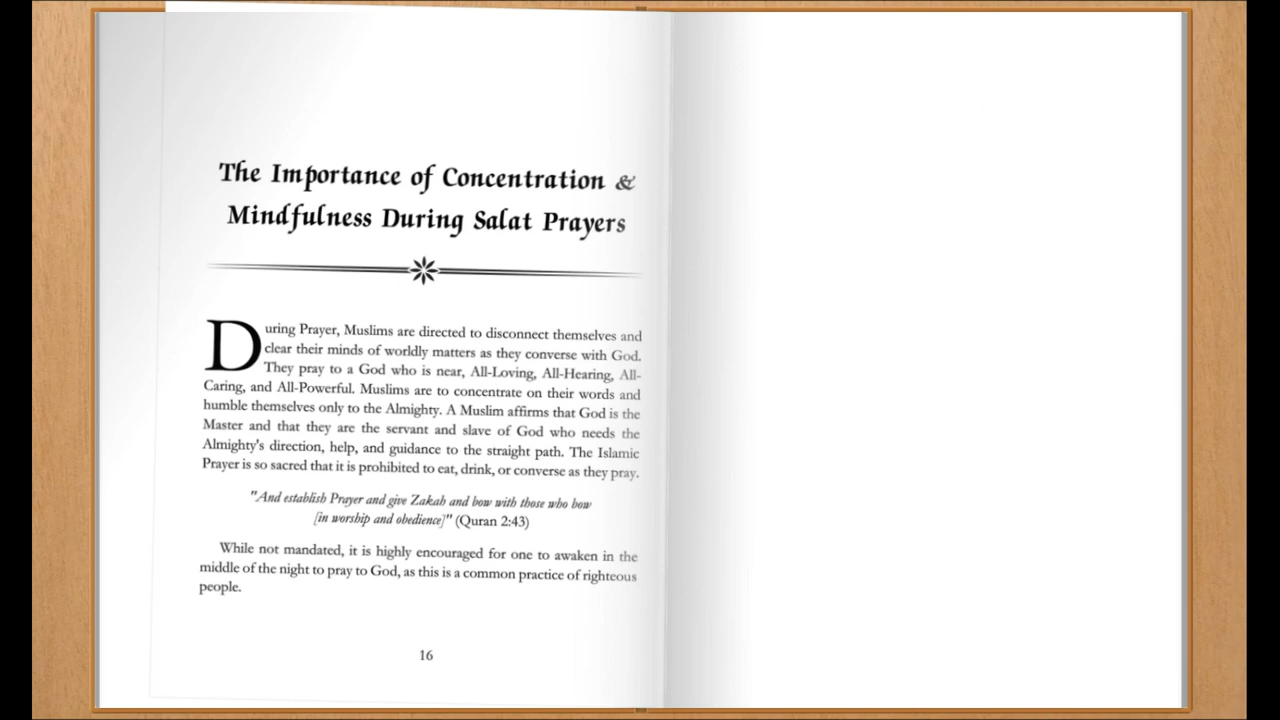 The Importance of Concentration &
Mindfulness During Salat Prayers
During Prayer, Muslims are directed to disconnect themselves and
clear their minds of worldly matters as they converse with God.
They pray to a God who is near, All-Loving, All-Hearing, All-
Caring, and All-Powerful. Muslims are to concentrate on their words and
humble themselves only to the Almighty. A Muslim affirms that God is the
Master and that they are the servant and slave of God who needs the
Almighty's direction, help, and guidance to the straight path. The Islamic
Prayer is so sacred that it is prohibited to eat, drink, or converse as they pray.
"And establish Prayer and give Zakah and bow with those who bow
[in worship and obedience]" (Quran 2:43)
While not mandated, it is highly encouraged for one to awaken in the
middle of the night to pray to God, as this is a common practice of righteous
people.
16